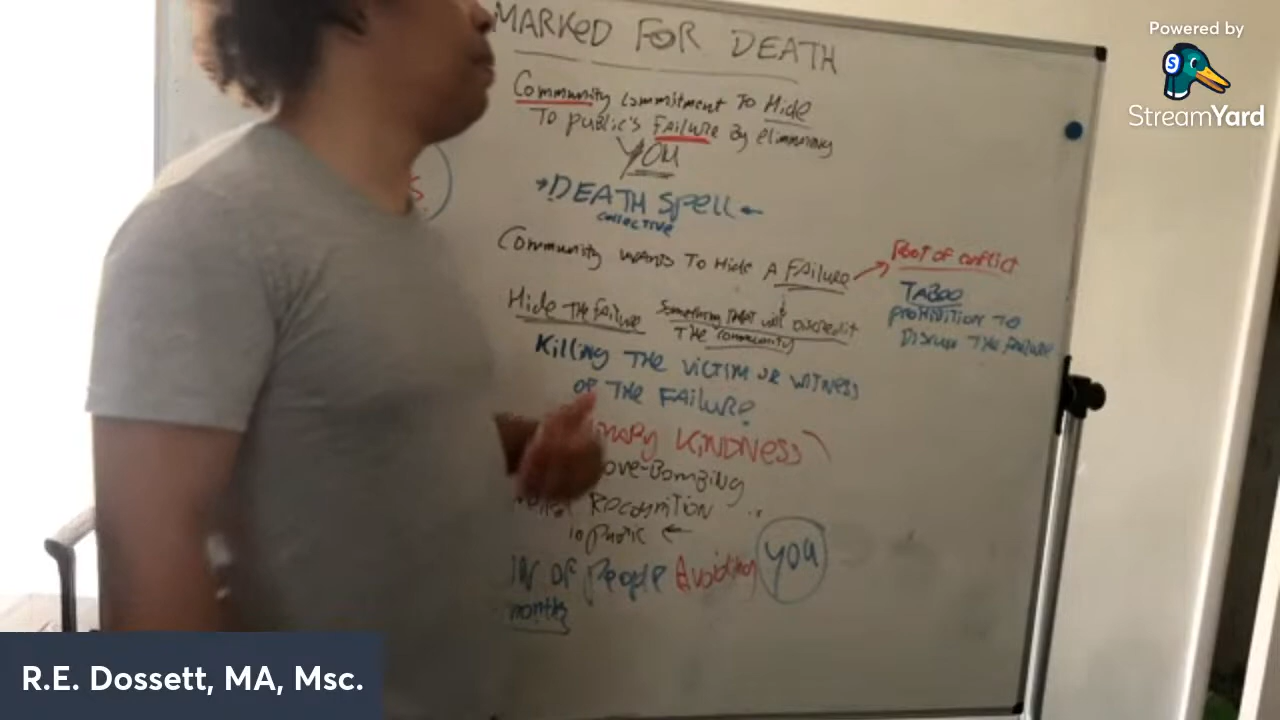 MARKED FOR DEATH
Community commitment To Hide
To public's FAILURE By eliminating
YOU
DEATH Spell
collective
Community wants To Hide A FAILURE
Root of conflict
TABOO
PROHIBITION TO
Discuss THE FAILURE
Hide THE FAILURE
Something THAT will DISCREDIT
THE community
Killing THE VICTIM OR WITNESS
OF THE FAILURE
KINDNESS
ove-Bombing
RECOGNITION
in public
OF People Avoiding YOU
months
Powered by
StreamYard
R.E. Dossett, MA, Msc.